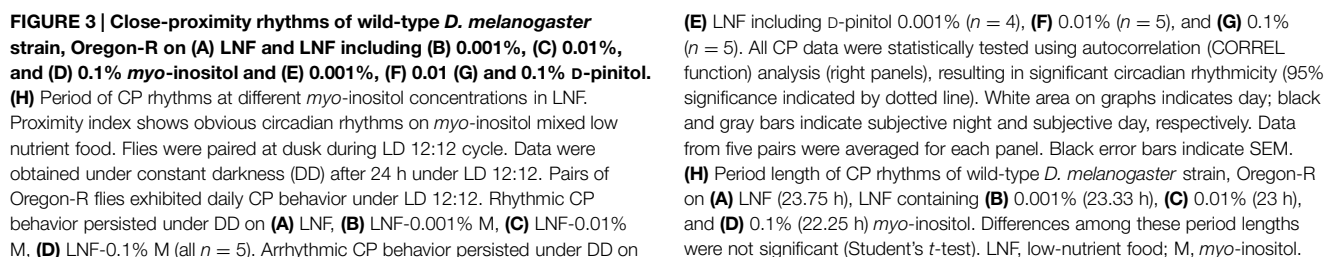 FIGURE 3 | Close-proximity rhythms of wild-type D. melanogaster
strain, Oregon-R on (A) LNF and LNF including (B) 0.001%, (C) 0.01%,
and (D) 0.1% myo-inositol and (E) 0.001%, (F) 0.01 (G) and 0.1% D-pinitol.
(H) Period of CP rhythms at different myo-inositol concentrations in LNF.
Proximity index shows obvious circadian rhythms on myo-inositol mixed low
nutrient food. Flies were paired at dusk during LD 12:12 cycle. Data were
obtained under constant darkness (DD) after 24 h under LD 12:12. Pairs of
Oregon-R flies exhibited daily CP behavior under LD 12:12. Rhythmic CP
behavior persisted under DD on (A) LNF, (B) LNF-0.001% M, (C) LNF-0.01%
M, (D) LNF-0.1% M (all n = 5). Arrhythmic CP behavior persisted under DD on
(E) LNF including D-pinitol 0.001% (n = 4), (F) 0.01% (n = 5), and (G) 0.1%
(n = 5). All CP data were statistically tested using autocorrelation (CORREL
function) analysis (right panels), resulting in significant circadian rhythmicity (95%
significance indicated by dotted line). White area on graphs indicates day; black
and gray bars indicate subjective night and subjective day, respectively. Data
from five pairs were averaged for each panel. Black error bars indicate SEM.
(H) Period length of CP rhythms of wild-type D. melanogaster strain, Oregon-R
on (A) LNF (23.75 h), LNF containing (B) 0.001% (23.33 h), (C) 0.01% (23 h),
and (D) 0.1% (22.25 h) myo-inositol. Differences among these period lengths
were not significant (Student's t-test). LNF, low-nutrient food; M, myo-inositol.